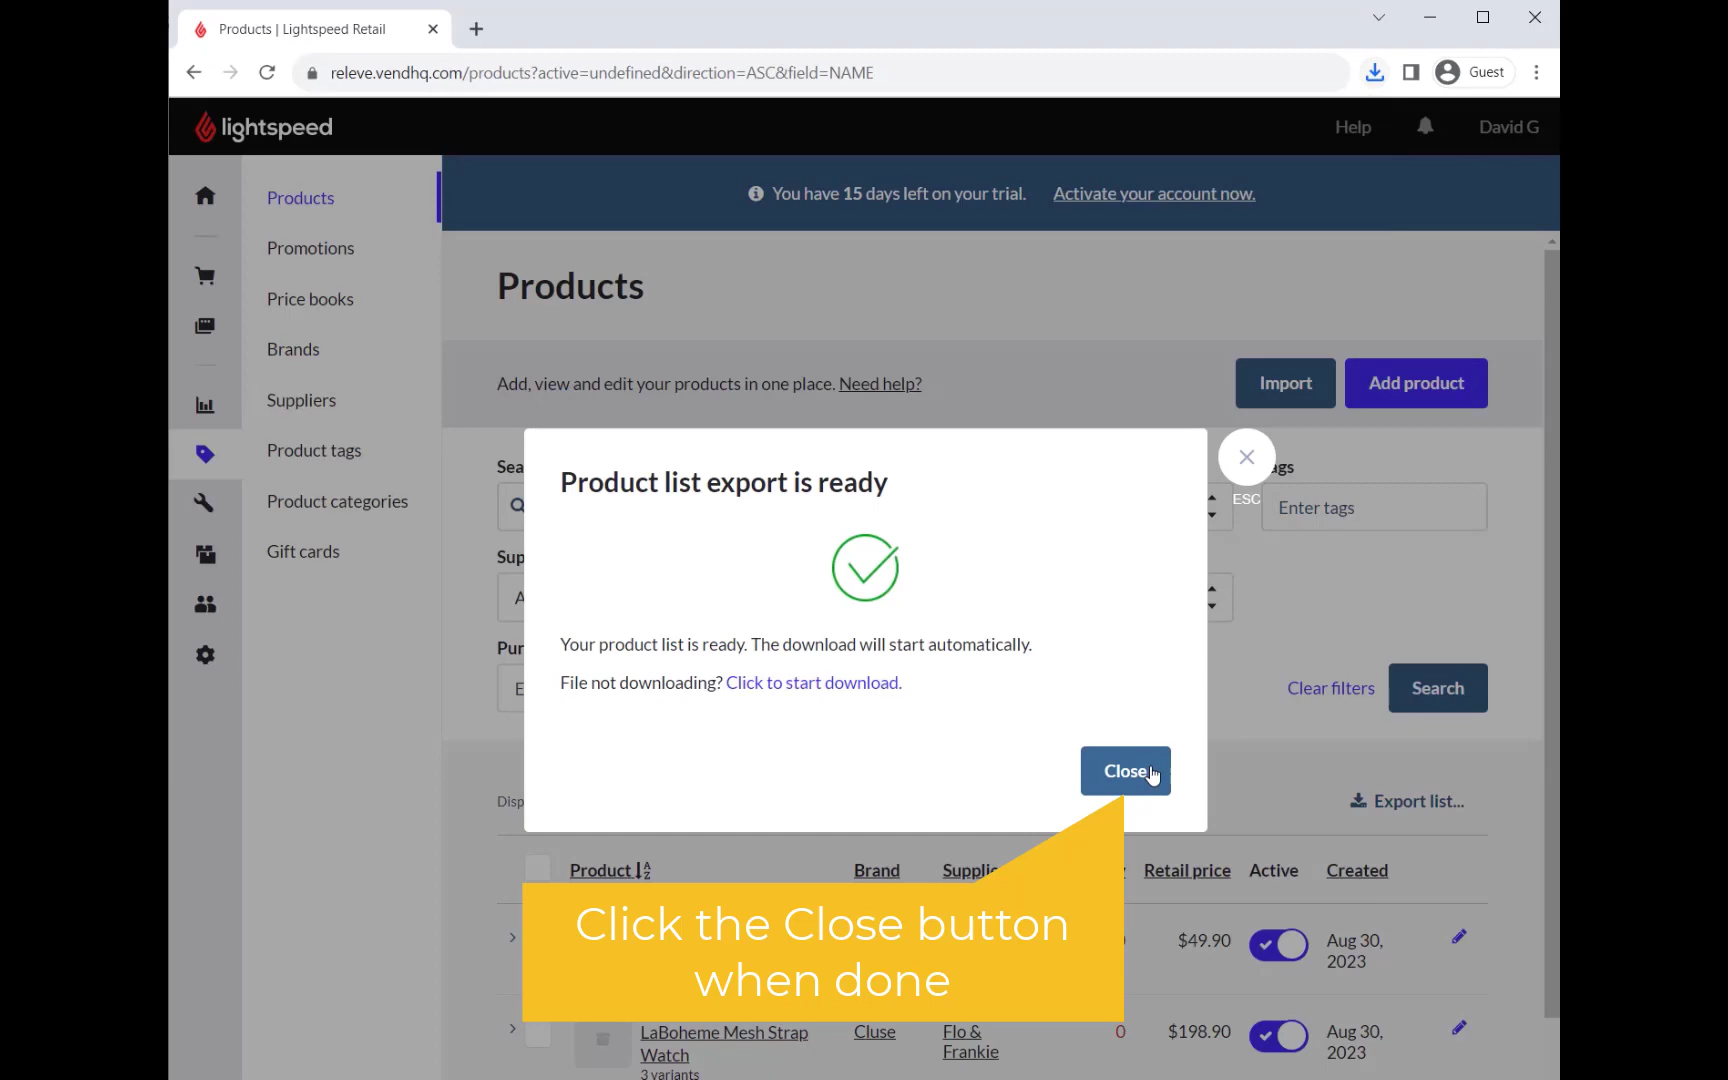 Products | Lightspeed Retail
releve.vendhq.com/products?active=undefined&direction=ASC&field=NAME
Guest
lightspeed
Help
David G
You have 15 days left on your trial. Activate your account now.
Products
Promotions
Price books
Brands
Suppliers
Product tags
Product categories
Gift cards
Products
Add, view and edit your products in one place. Need help?
Import
Add product
Sea
ags
Enter tags
Sup
A
Pur
E
Clear filters
Search
Product list export is ready
ESC
Your product list is ready. The download will start automatically.
File not downloading? Click to start download.
Close
Disp
Export list...
Product
Brand
Supplie
Retail price
Active
Created
Click the Close button
when done
$49.90
Aug 30,
2023
LaBoheme Mesh Strap
Watch
3 variants
Cluse
Flo &
Frankie
0
$198.90
Aug 30,
2023